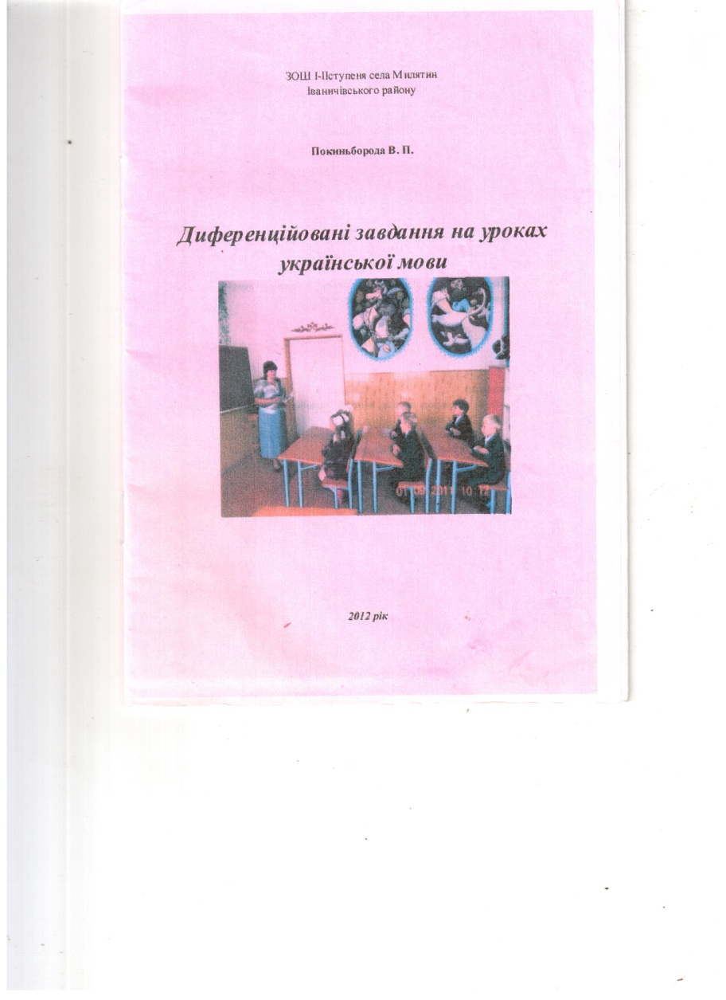 ЗОШ І-ІІступеня села Милятин
Іваничівського району
Покиньборода В. П.
Диференційовані завдання на уроках
української мови
01 09 2011 10 12
2012 рік